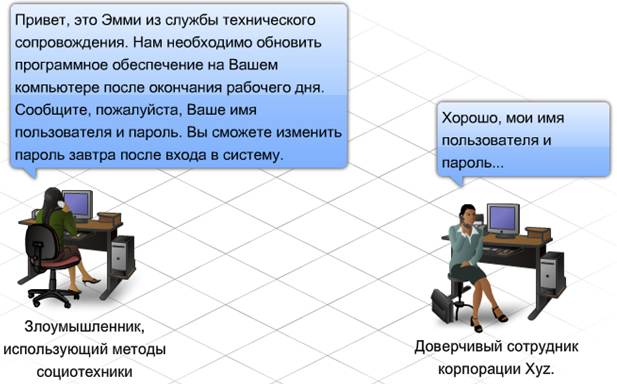 Привет, это Эмми из службы технического
сопровождения. Нам необходимо обновить
программное обеспечение на Вашем
компьютере после окончания рабочего дня.
Сообщите, пожалуйста, Ваше имя
пользователя и пароль. Вы сможете изменить
пароль завтра после входа в систему.
Хорошо, мои имя
пользователя и
пароль...
Злоумышленник,
использующий методы
социотехники
Доверчивый сотрудник
корпорации Xyz.